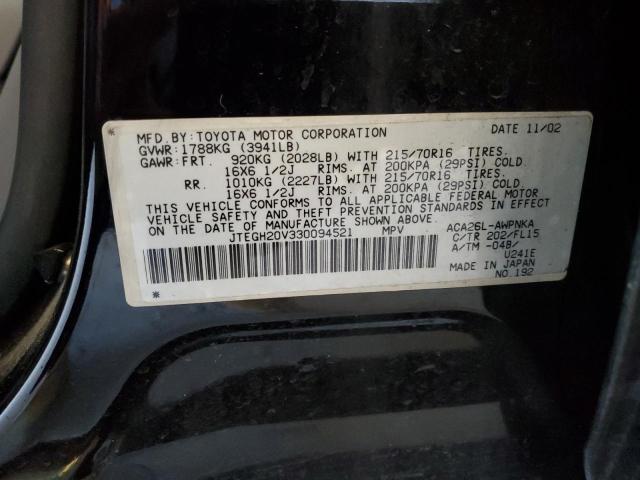 MFD.BY:TOYOTA MOTOR CORPORATION DATE 11/02
GVWR:1788KG (3941LB)
GAWR:FRT. 920KG (2028LB) WITH 215/70R16 TIRES.
16X6 1/2J RIMS. AT 200KPA (29PSI) COLD
RR. 1010KG (2227LB) WITH 215/70R16 TIRES.
16X6 1/2J RIMS. AT 200KPA (29PSI) COLD
THIS VEHICLE CONFORMS TO ALL APPLICABLE FEDERAL MOTOR
VEHICLE SAFETY AND THEFT PREVENTION STANDARDS IN EFFECT
ON THE DATE OF MANUFACTURE SHOWN ABOVE.
JTEGH20V330094521 MPV ACA26L-AWPNKA
C/TR 202/FL15
A/TM -04B/
U241E
MADE IN JAPAN
NO.192